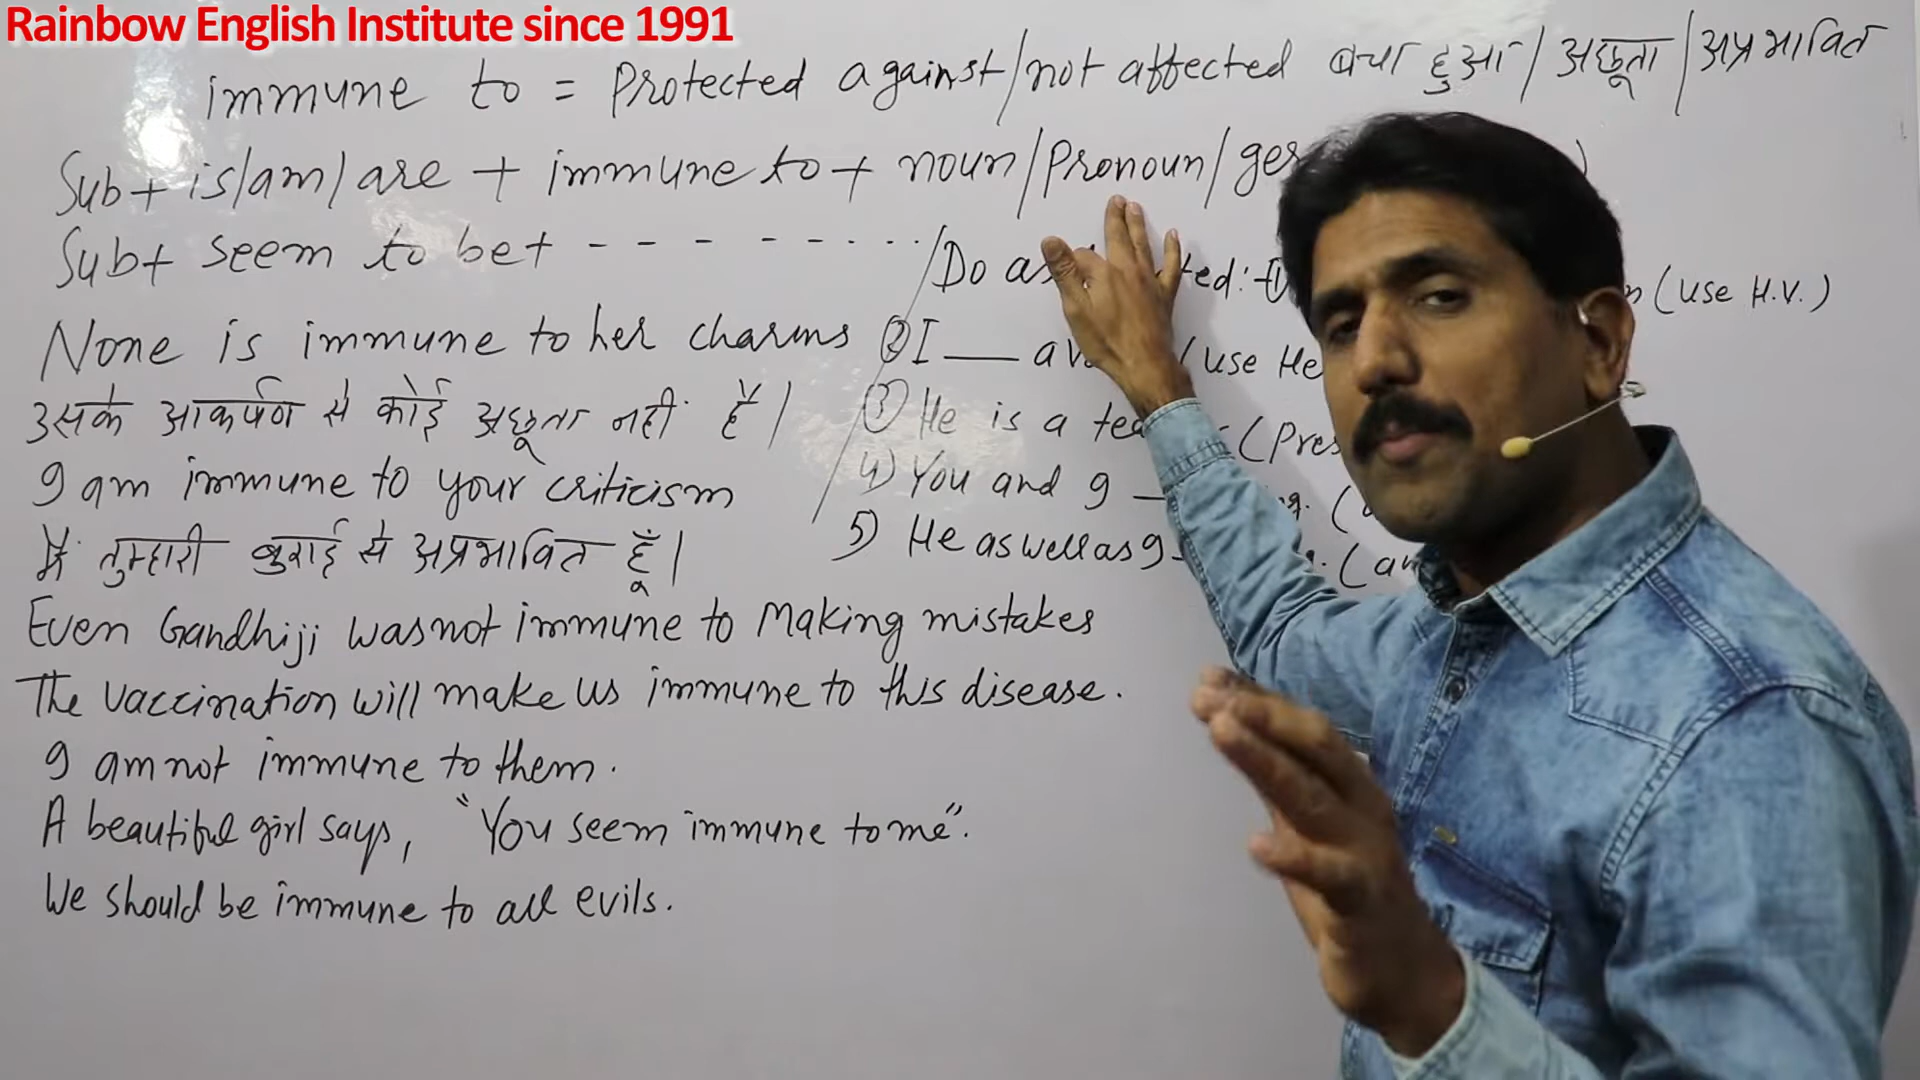 Rainbow English Institute since 1991
immune to = Protected against/not affected बचा हुआ/अछूता/अप्रभावित
Sub+ is/am/are + immune to + noun/Pronoun/ger
Sub+ seem to be+ - - - - - - - - -
Do as ted:-
(use H.V.)
None is immune to her charms
② I ___ a (use He
उसके आकर्षण से कोई अछूता नहीं है।
③ He is a tea - (Pres
I am immune to your criticism
4) You and I
मैं तुम्हारी बुराई से अप्रभावित हूँ।
5) He as well as I
Even Gandhiji was not immune to Making mistakes
The vaccination will make us immune to this disease.
I am not immune to them.
A beautiful girl says, "You seem immune to me".
We should be immune to all evils.